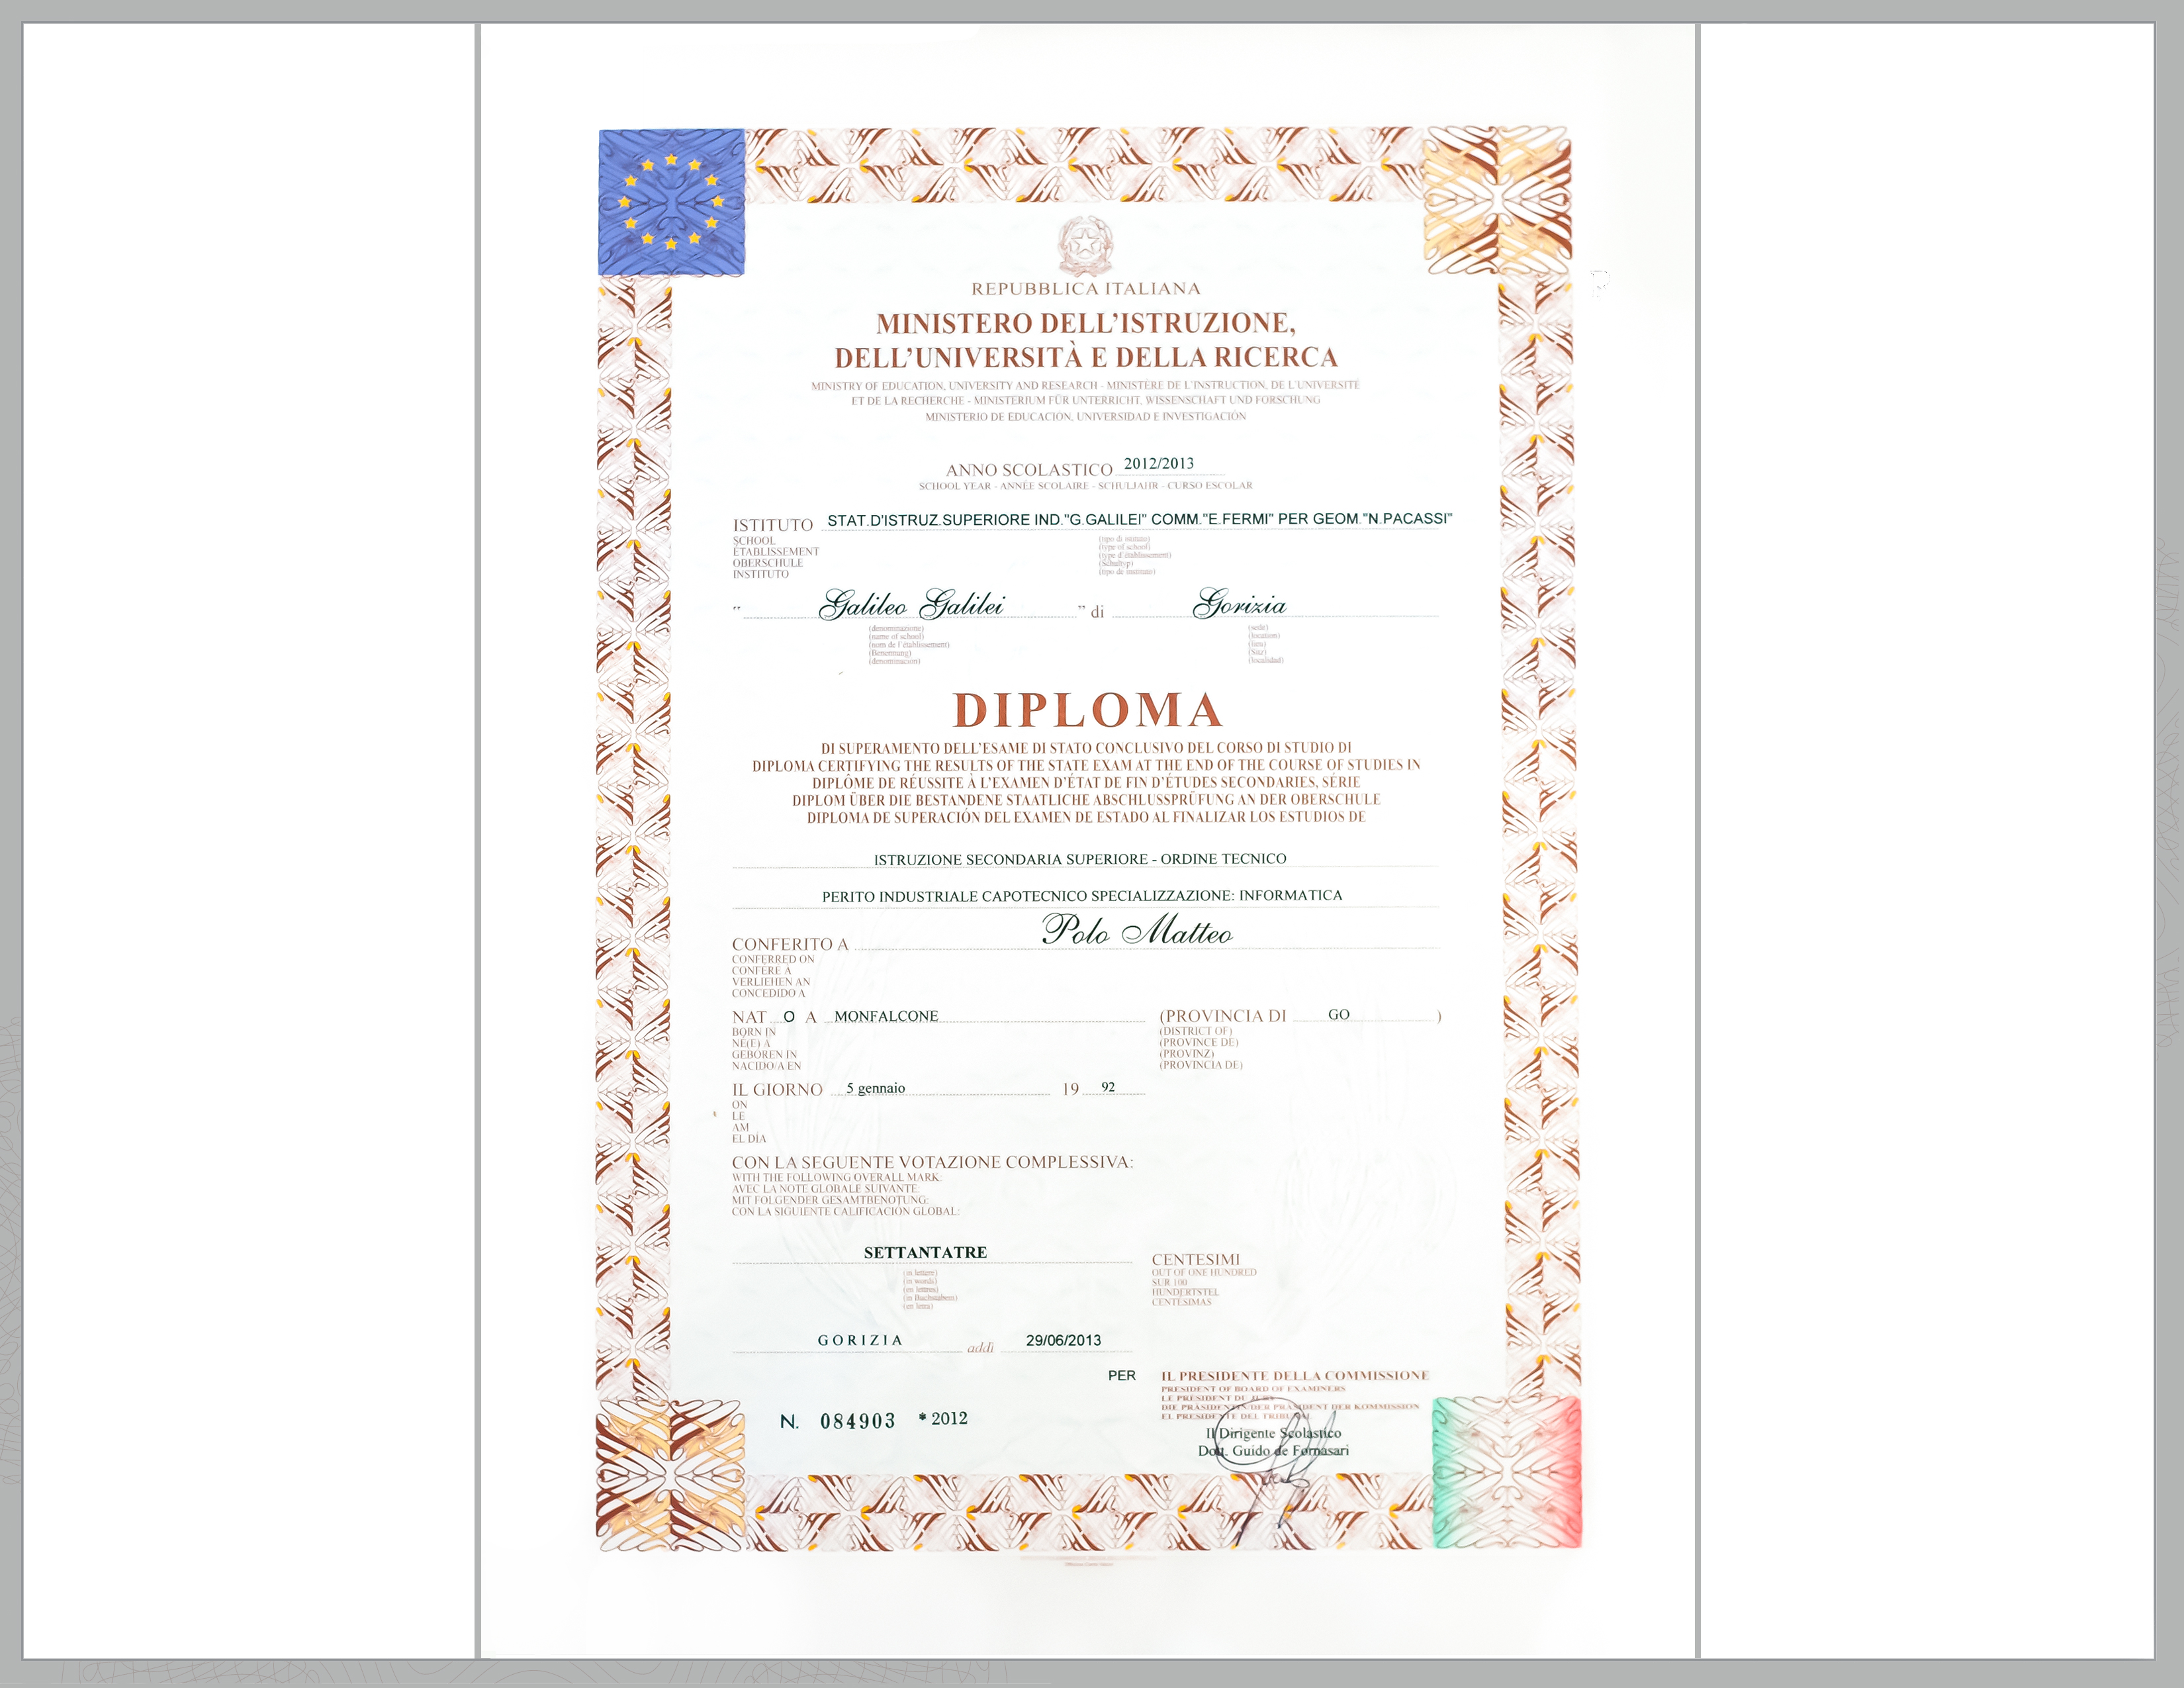 REPUBBLICA ITALIANA
MINISTERO DELL'ISTRUZIONE,
DELL'UNIVERSITÀ E DELLA RICERCA
MINISTRY OF EDUCATION, UNIVERSITY AND RESEARCH - MINISTÈRE DE L'INSTRUCTION, DE L'UNIVERSITÉ
ET DE LA RECHERCHE - MINISTERIUM FÜR UNTERRICHT, WISSENSCHAFT UND FORSCHUNG
MINISTERIO DE EDUCACIÓN, UNIVERSIDAD E INVESTIGACIÓN
ANNO SCOLASTICO 2012/2013
SCHOOL YEAR - ANNÉE SCOLAIRE - SCHULJAHR - CURSO ESCOLAR
ISTITUTO STAT.D'ISTRUZ.SUPERIORE IND."G.GALILEI" COMM."E.FERMI" PER GEOM."N.PACASSI"
SCHOOL
ÉTABLISSEMENT
OBERSCHULE
INSTITUTO
(tipo di istituto)
(type of school)
(type d'établissement)
(Schultyp)
(tipo de instituto)
" Galileo Galilei " di Gorizia
(denominazione)
(name of school)
(nom de l'établissement)
(Benennung)
(denominación)
(sede)
(location)
(lieu)
(Sitz)
(localidad)
DIPLOMA
DI SUPERAMENTO DELL'ESAME DI STATO CONCLUSIVO DEL CORSO DI STUDIO DI
DIPLOMA CERTIFYING THE RESULTS OF THE STATE EXAM AT THE END OF THE COURSE OF STUDIES IN
DIPLÔME DE RÉUSSITE À L'EXAMEN D'ÉTAT DE FIN D'ÉTUDES SECONDARIES, SÉRIE
DIPLOM ÜBER DIE BESTANDENE STAATLICHE ABSCHLUSSPRÜFUNG AN DER OBERSCHULE
DIPLOMA DE SUPERACIÓN DEL EXAMEN DE ESTADO AL FINALIZAR LOS ESTUDIOS DE
ISTRUZIONE SECONDARIA SUPERIORE - ORDINE TECNICO
PERITO INDUSTRIALE CAPOTECNICO SPECIALIZZAZIONE: INFORMATICA
CONFERITO A Polo Matteo
CONFERRED ON
CONFÉRÉ À
VERLIEHEN AN
CONCEDIDO A
NAT O A MONFALCONE (PROVINCIA DI GO )
BORN IN
NÉ(E) À
GEBOREN IN
NACIDO/A EN
(DISTRICT OF)
(PROVINCE DE)
(PROVINZ)
(PROVINCIA DE)
IL GIORNO 5 gennaio 19 92
ON
LE
AM
EL DÍA
CON LA SEGUENTE VOTAZIONE COMPLESSIVA:
WITH THE FOLLOWING OVERALL MARK:
AVEC LA NOTE GLOBALE SUIVANTE:
MIT FOLGENDER GESAMTBENOTUNG:
CON LA SIGUIENTE CALIFICACIÓN GLOBAL:
SETTANTATRE CENTESIMI
(in lettere)
(in words)
(en lettres)
(in Buchstaben)
(en letra)
OUT OF ONE HUNDRED
SUR 100
HUNDERTSTEL
CENTÉSIMAS
GORIZIA addì 29/06/2013
PER IL PRESIDENTE DELLA COMMISSIONE
PRESIDENT OF BOARD OF EXAMINERS
LE PRÉSIDENT DU JURY
DIE PRÄSIDENTIN/DER PRÄSIDENT DER KOMMISSION
EL PRESIDENTE DEL TRIBUNAL
N. 084903 * 2012
Il Dirigente Scolastico
Dott. Guido de Fornasari